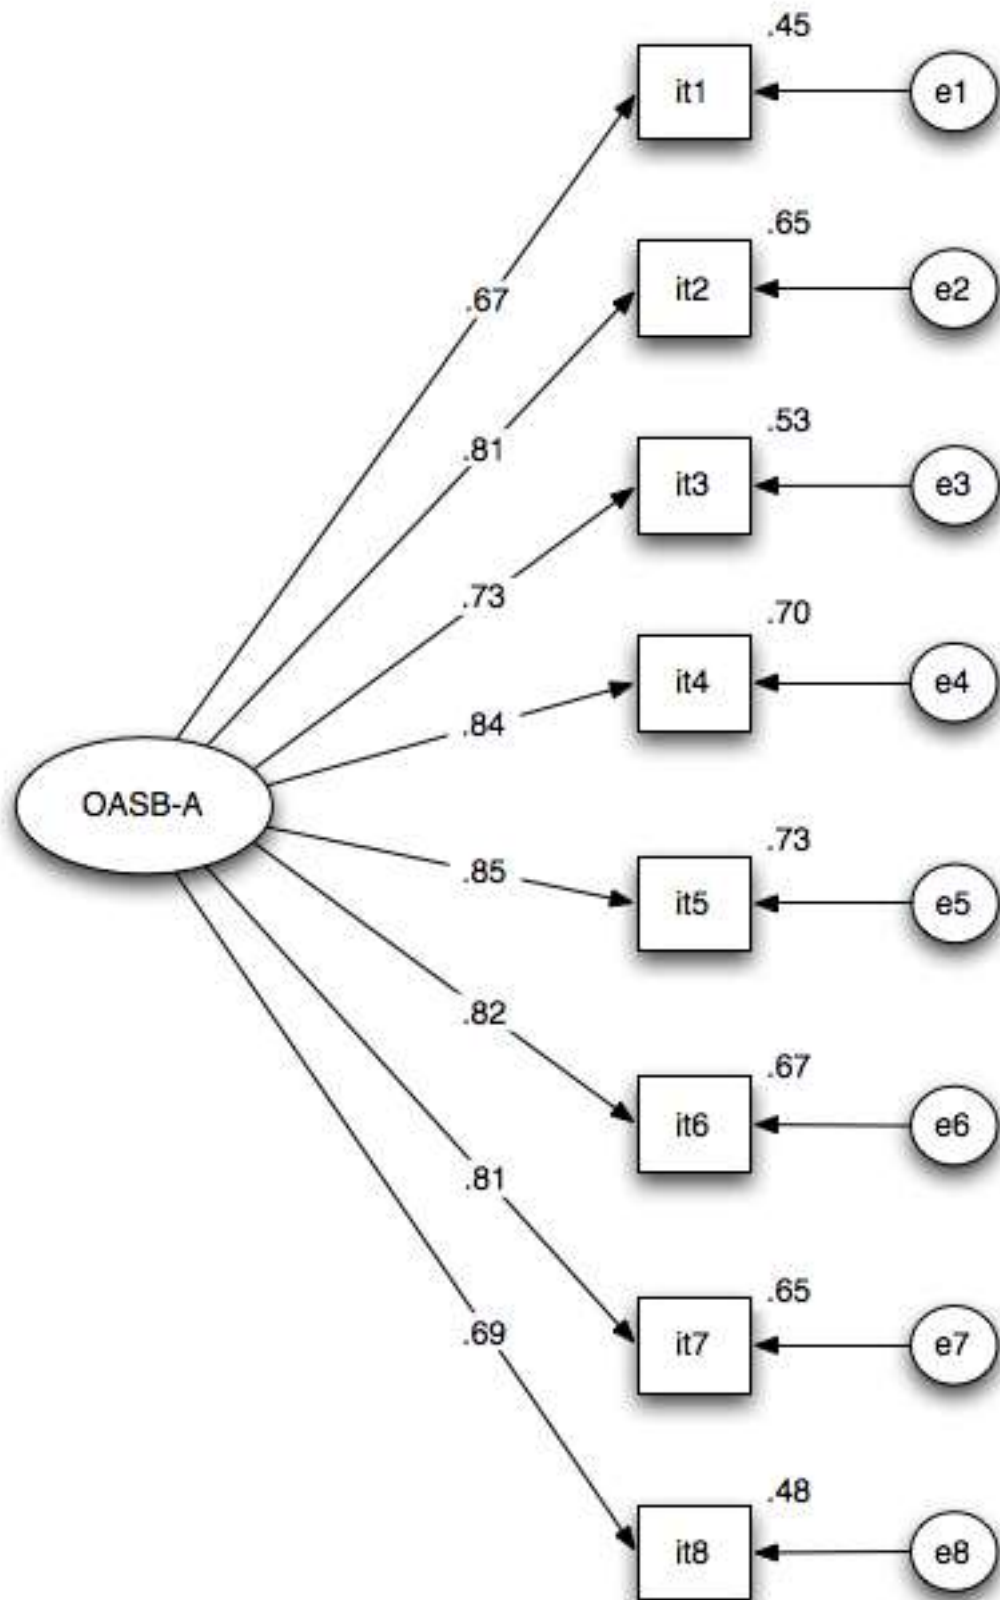 .45
it1
e1
.67
.65
it2
e2
.81
.53
it3
e3
.73
.70
it4
e4
.84
OASB-A
.73
.85
it5
e5
.82
.67
it6
e6
.81
.65
it7
e7
.69
.48
it8
e8